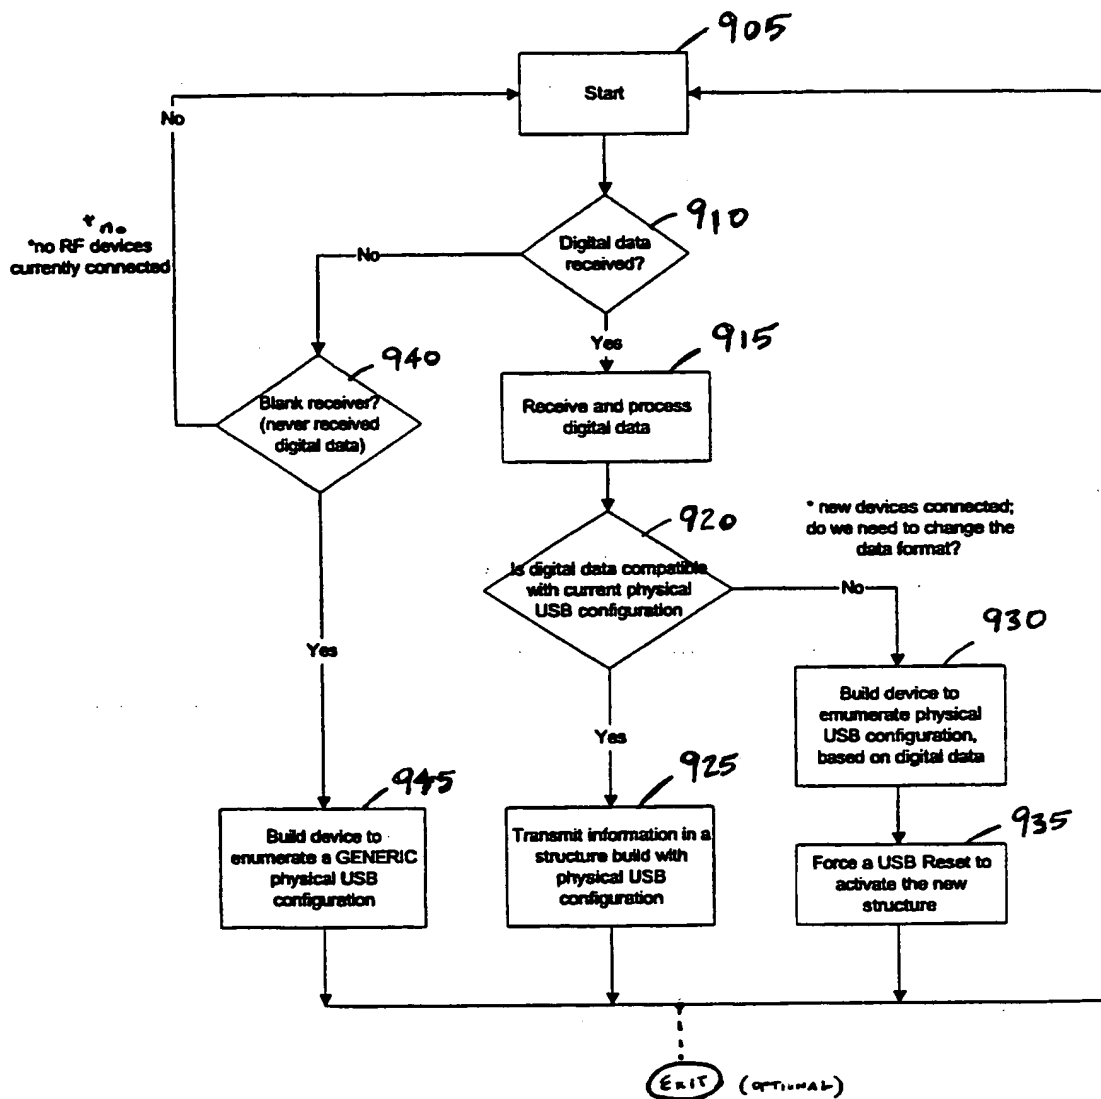 905
Start
No
* no
*no RF devices
currently connected
910
Digital data
received?
No
Yes
915
940
Blank receiver?
(never received
digital data)
Receive and process
digital data
920
* new devices connected;
do we need to change the
data format?
Is digital data compatible
with current physical
USB configuration
No
930
Yes
Build device to
enumerate physical
USB configuration,
based on digital data
Yes
925
945
935
Build device to
enumerate a GENERIC
physical USB
configuration
Transmit information in a
structure build with
physical USB
configuration
Force a USB Reset to
activate the new
structure
EXIT (OPTIONAL)